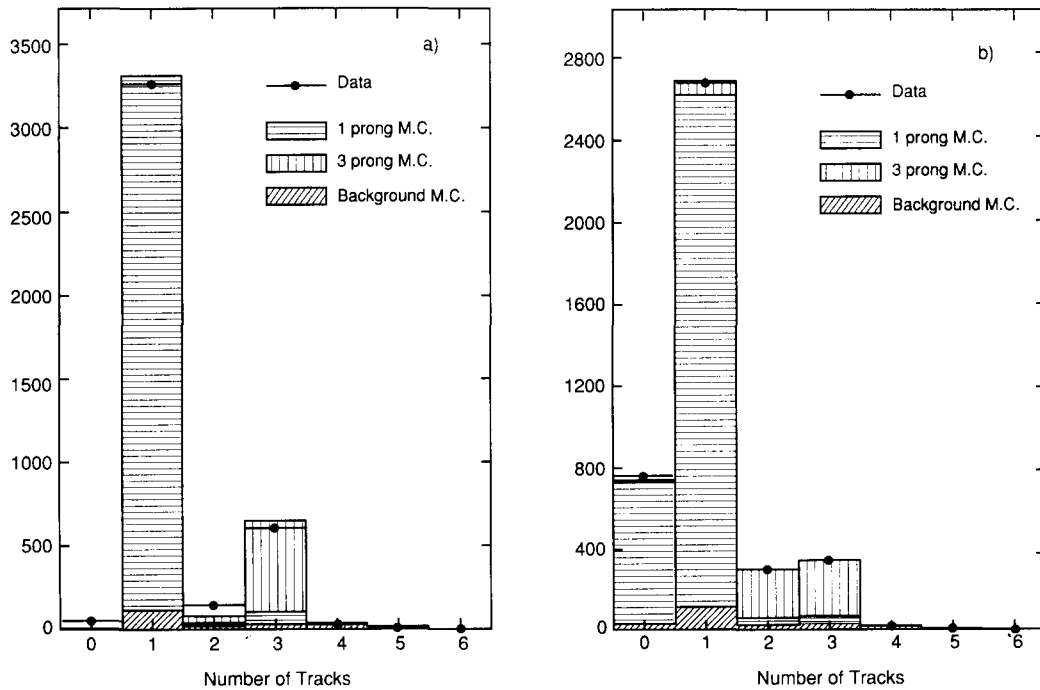 a)
3500
3000
2500
2000
1500
1000
500
0
Data
1 prong M.C.
3 prong M.C.
Background M.C.
0 1 2 3 4 5 6
Number of Tracks
b)
2800
2400
2000
1600
1200
800
400
0
Data
1 prong M.C.
3 prong M.C.
Background M.C.
0 1 2 3 4 5 6
Number of Tracks